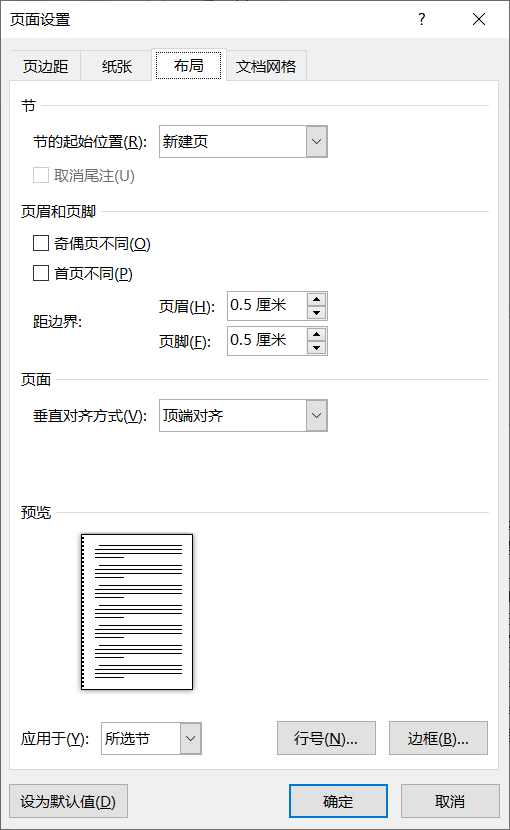 页面设置
?
页边距 纸张 布局 文档网格
节
节的起始位置(R): 新建页
取消尾注(U)
页眉和页脚
奇偶页不同(O)
首页不同(P)
距边界:
页眉(H): 0.5 厘米
页脚(F): 0.5 厘米
页面
垂直对齐方式(V): 顶端对齐
预览
应用于(Y): 所选节 行号(N)... 边框(B)...
设为默认值(D) 确定 取消